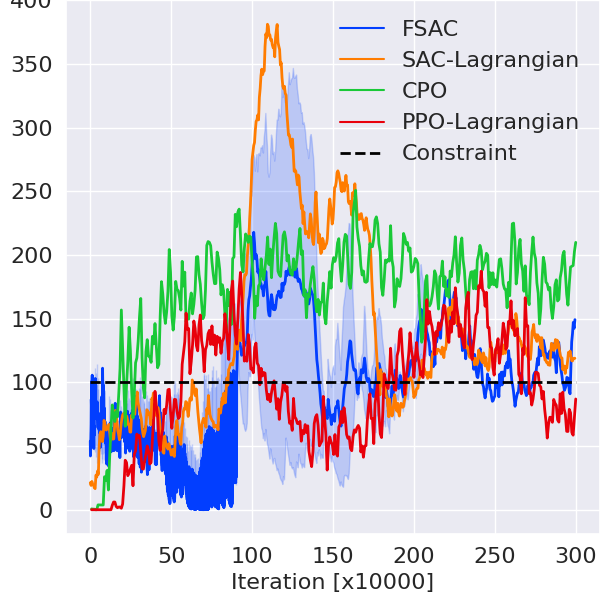 400
350
300
250
200
150
100
50
0
FSAC
SAC-Lagrangian
CPO
PPO-Lagrangian
Constraint
0 50 100 150 200 250 300
Iteration [x10000]